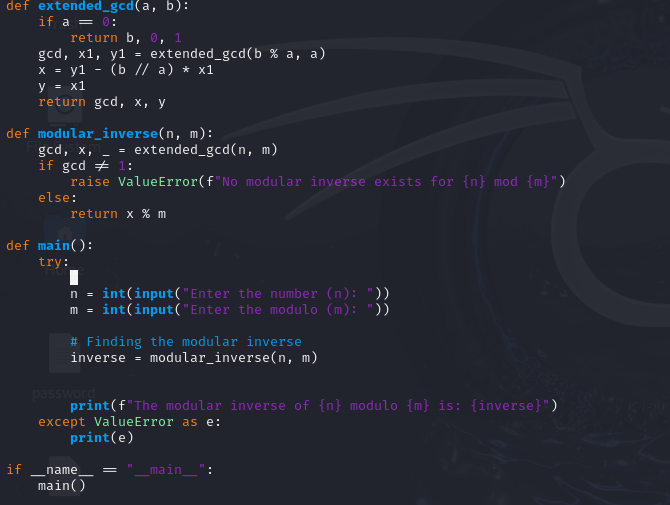 def extended_gcd(a, b):
    if a == 0:
        return b, 0, 1
    gcd, x1, y1 = extended_gcd(b % a, a)
    x = y1 - (b // a) * x1
    y = x1
    return gcd, x, y

def modular_inverse(n, m):
    gcd, x, _ = extended_gcd(n, m)
    if gcd != 1:
        raise ValueError(f"No modular inverse exists for {n} mod {m}")
    else:
        return x % m

def main():
    try:

        n = int(input("Enter the number (n): "))
        m = int(input("Enter the modulo (m): "))

        # Finding the modular inverse
        inverse = modular_inverse(n, m)


        print(f"The modular inverse of {n} modulo {m} is: {inverse}")
    except ValueError as e:
        print(e)

if __name__ == "__main__":
    main()
password